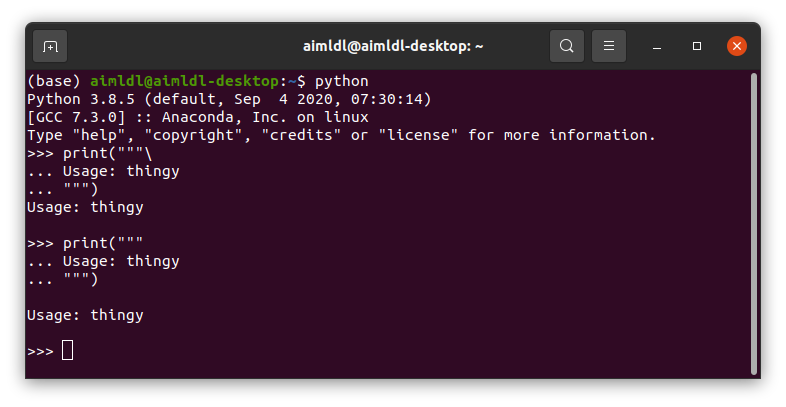 aimldl@aimldl-desktop: ~
(base) aimldl@aimldl-desktop:~$ python
Python 3.8.5 (default, Sep  4 2020, 07:30:14)
[GCC 7.3.0] :: Anaconda, Inc. on linux
Type "help", "copyright", "credits" or "license" for more information.
>>> print("""\
... Usage: thingy
... """)
Usage: thingy

>>> print("""
... Usage: thingy
... """)

Usage: thingy

>>>